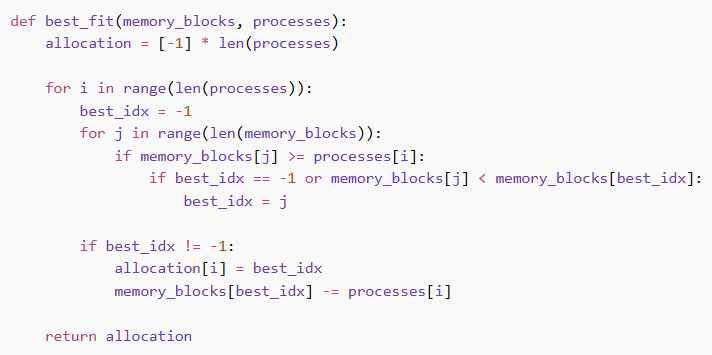 def best_fit(memory_blocks, processes):
    allocation = [-1] * len(processes)

    for i in range(len(processes)):
        best_idx = -1
        for j in range(len(memory_blocks)):
            if memory_blocks[j] >= processes[i]:
                if best_idx == -1 or memory_blocks[j] < memory_blocks[best_idx]:
                    best_idx = j

        if best_idx != -1:
            allocation[i] = best_idx
            memory_blocks[best_idx] -= processes[i]

    return allocation